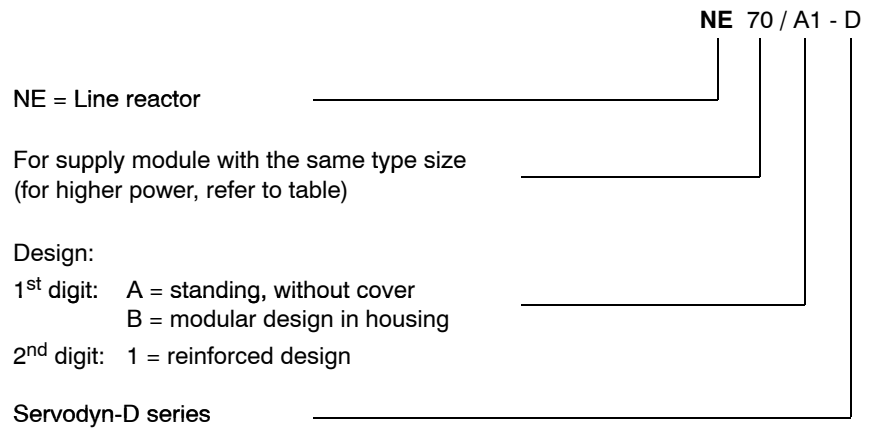 NE 70 / A1 - D
NE = Line reactor
For supply module with the same type size
(for higher power, refer to table)
Design:
1st digit: A = standing, without cover
B = modular design in housing
2nd digit: 1 = reinforced design
Servodyn-D series